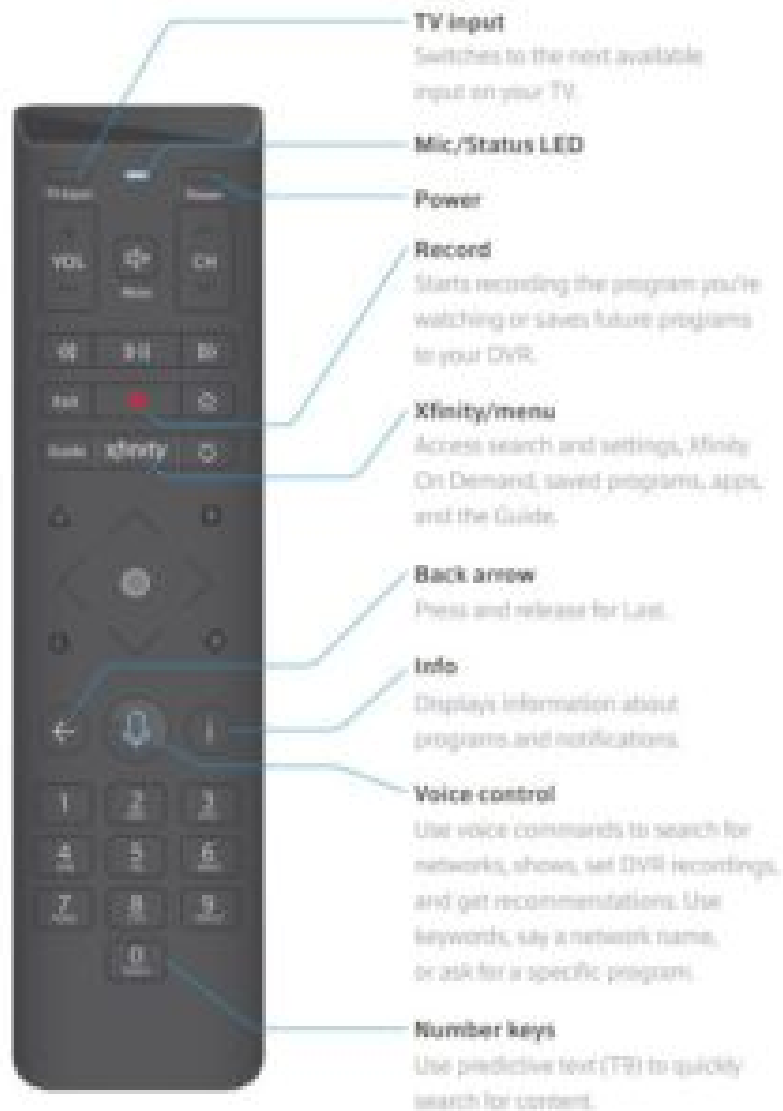 TV input
Switches to the next available
input on your TV.
Mic/Status LED
Power
Record
Starts recording the program you're
watching or saves future programs
to your DVR.
Xfinity/menu
Access search and settings, Xfinity
On Demand, saved programs, apps,
and the Guide.
Back arrow
Press and release for Last.
Info
Displays information about
programs and notifications.
Voice control
Use voice commands to search for
networks, shows, set DVR recordings,
and get recommendations. Use
keywords, say a network name,
or ask for a specific program.
Number keys
Use predictive text (T9) to quickly
search for content.
TV Input
Power
VOL
CH
Mute
Exit
Guide
xfinity
1
2
3
4
5
6
7
8
9
0